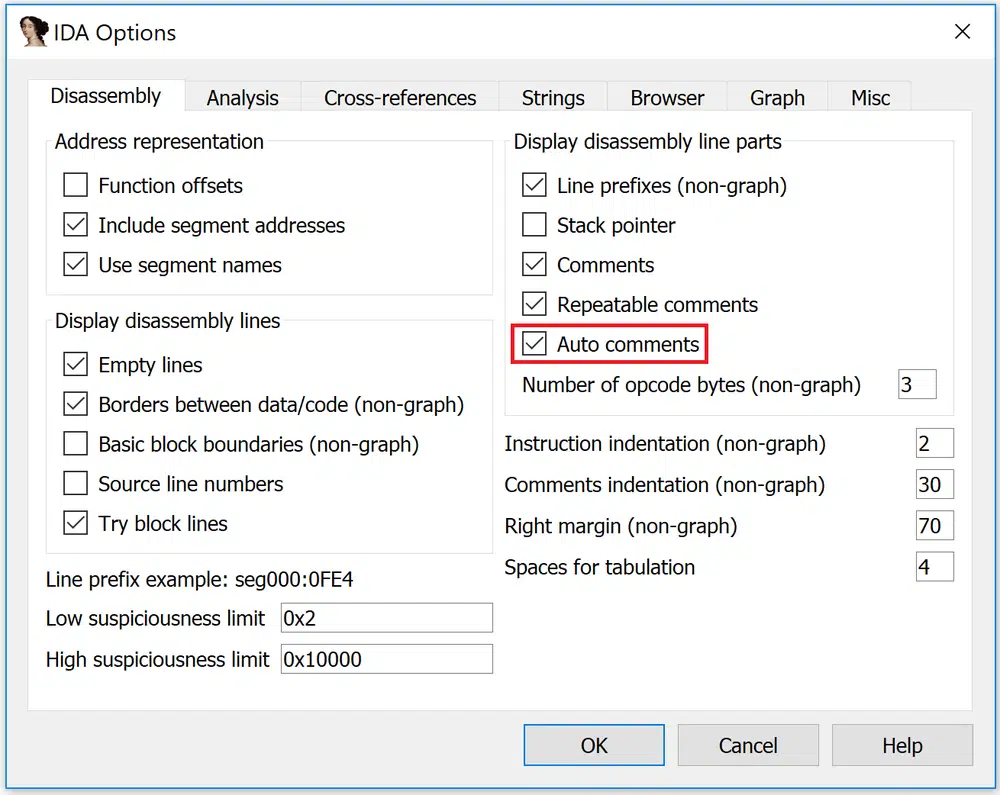 IDA Options
Disassembly
Analysis
Cross-references
Strings
Browser
Graph
Misc
Address representation
Function offsets
Include segment addresses
Use segment names
Display disassembly lines
Empty lines
Borders between data/code (non-graph)
Basic block boundaries (non-graph)
Source line numbers
Try block lines
Line prefix example: seg000:0FE4
Low suspiciousness limit 0x2
High suspiciousness limit 0x10000
Display disassembly line parts
Line prefixes (non-graph)
Stack pointer
Comments
Repeatable comments
Auto comments
Number of opcode bytes (non-graph) 3
Instruction indentation (non-graph) 2
Comments indentation (non-graph) 30
Right margin (non-graph) 70
Spaces for tabulation 4
OK
Cancel
Help